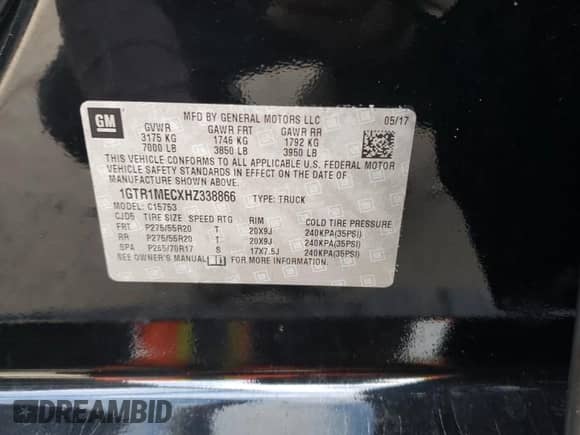 GM
MFD BY GENERAL MOTORS LLC 05/17
GVWR GAWR FRT GAWR RR
3175 KG 1746 KG 1792 KG
7000 LB 3850 LB 3950 LB
THIS VEHICLE CONFORMS TO ALL APPLICABLE U.S. FEDERAL MOTOR
VEHICLE SAFETY, BUMPER, AND THEFT PREVENTION
STANDARDS IN EFFECT ON THE DATE OF
MANUFACTURE SHOWN ABOVE.
1GTR1MECXHZ338866 TYPE: TRUCK
MODEL: C15753
CJD5 TIRE SIZE SPEED RTG RIM COLD TIRE PRESSURE
FRT P275/55R20 T 20X9J 240KPA(35PSI)
RR P275/55R20 T 20X9J 240KPA(35PSI)
SPA P265/70R17 S 17X7.5J 240KPA(35PSI)
SEE OWNER'S MANUAL FOR MORE INFORMATION.
DREAMBID